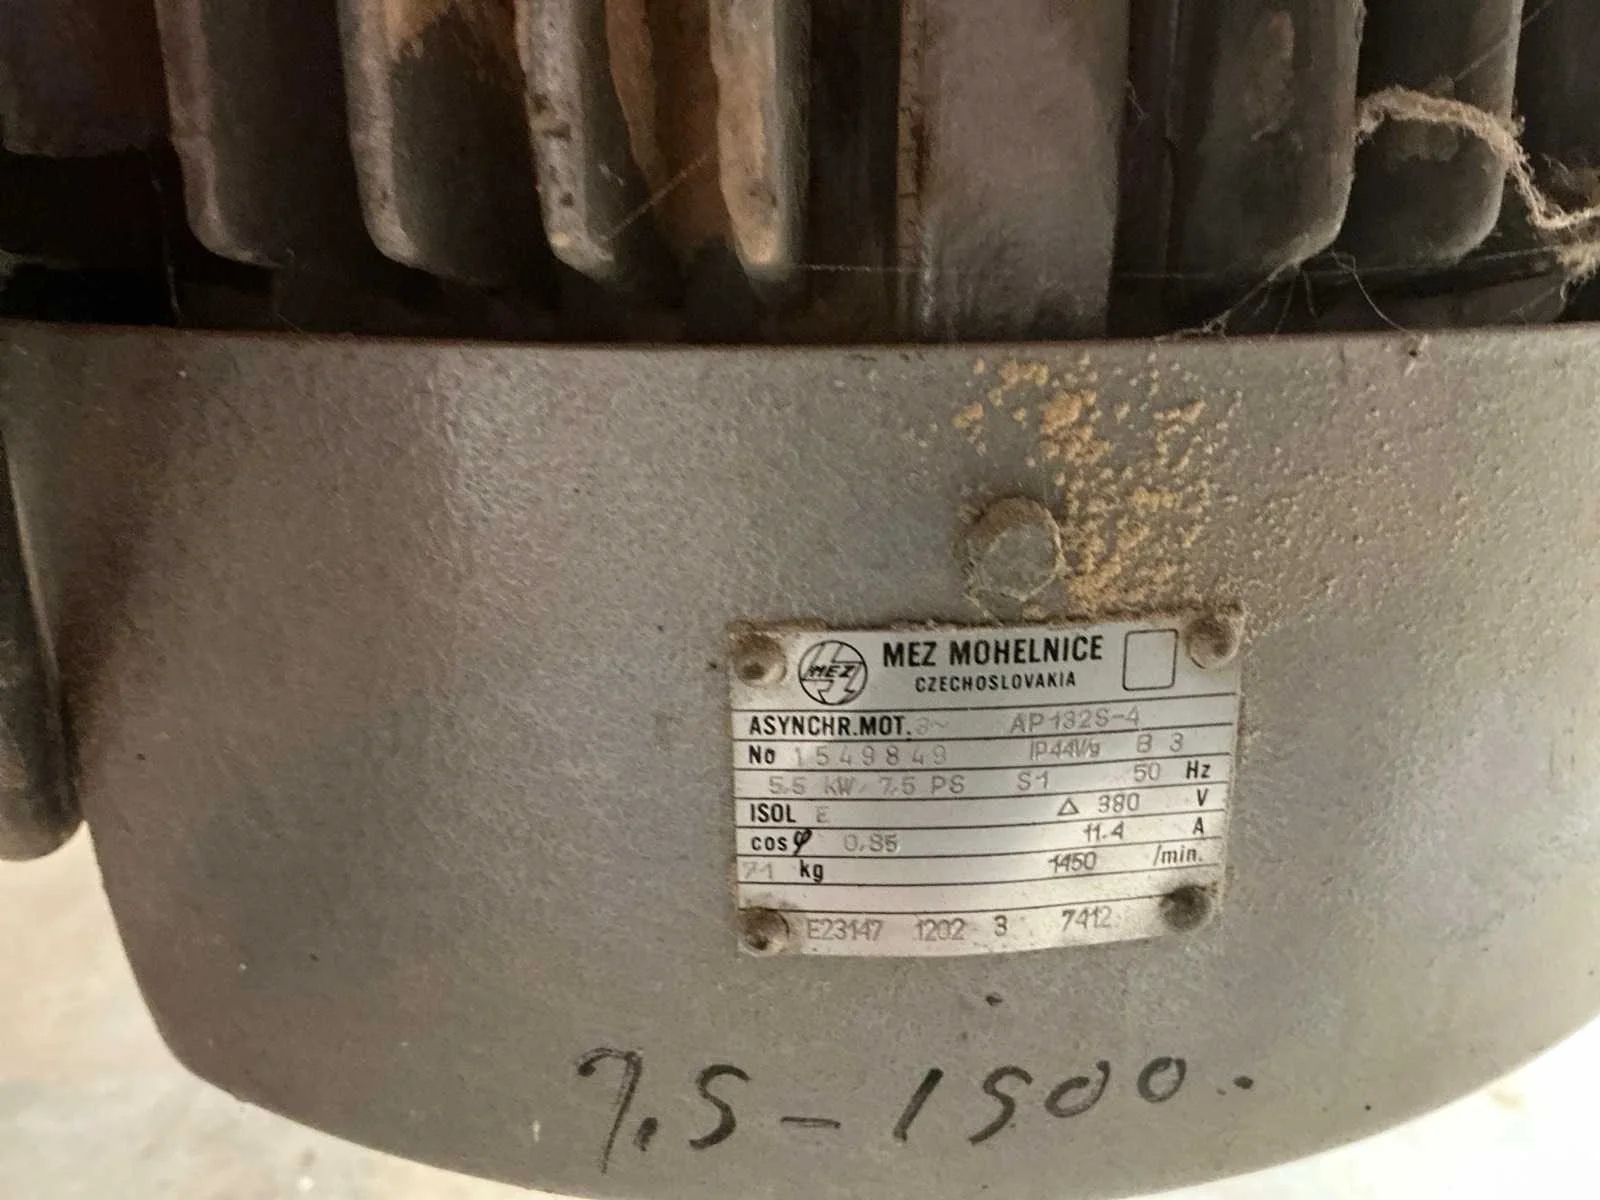 MEZ
MEZ MOHELNICE
CZECHOSLOVAKIA
ASYNCHR.MOT. 3~ AP132S-4
No 1549849 IP44V/g B 3
5,5 kW 7,5 PS S1 50 Hz
ISOL E Δ 380 V
cosφ 0,85 11.4 A
71 kg 1450 /min.
E23147 1202 3 7412
7,5 - 1500.